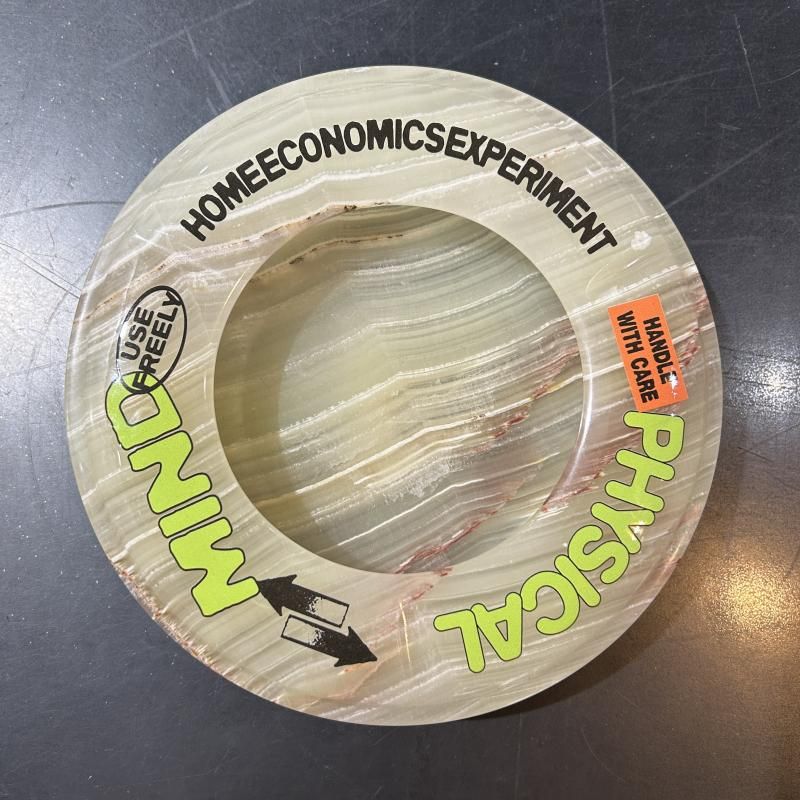 HOMEECONOMICSEXPERIMENT
USE
FREELY
HANDLE
WITH CARE
PHYSICAL
MIND